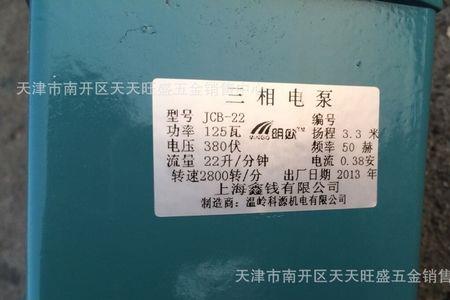 天津市南开区天天旺盛五金销售中心
三相电泵
型号 JCB-22 编号
功率 125瓦 明欧™ 扬程 3.3 米
电压 380伏 频率 50 赫
流量 22升/分钟 电流 0.38安
转速2800转/分 出厂日期 2013 年
上海鑫钱有限公司
制造商：温岭科源机电有限公司
天津市南开区天天旺盛五金销售